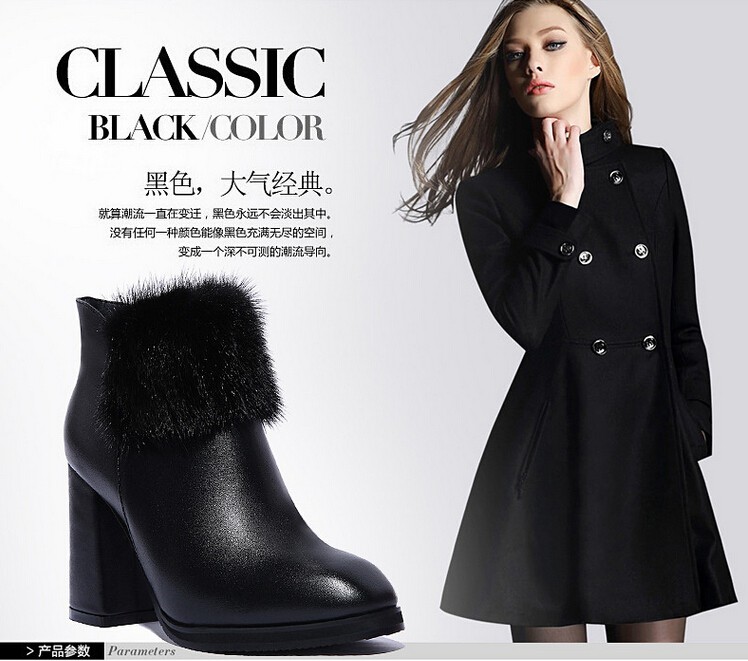 CLASSIC
BLACK/COLOR
黑色，大气经典。
就算潮流一直在变迁，黑色永远不会淡出其中。
没有任何一种颜色能像黑色充满无尽的空间，
变成一个深不可测的潮流导向。
> 产品参数 Parameters